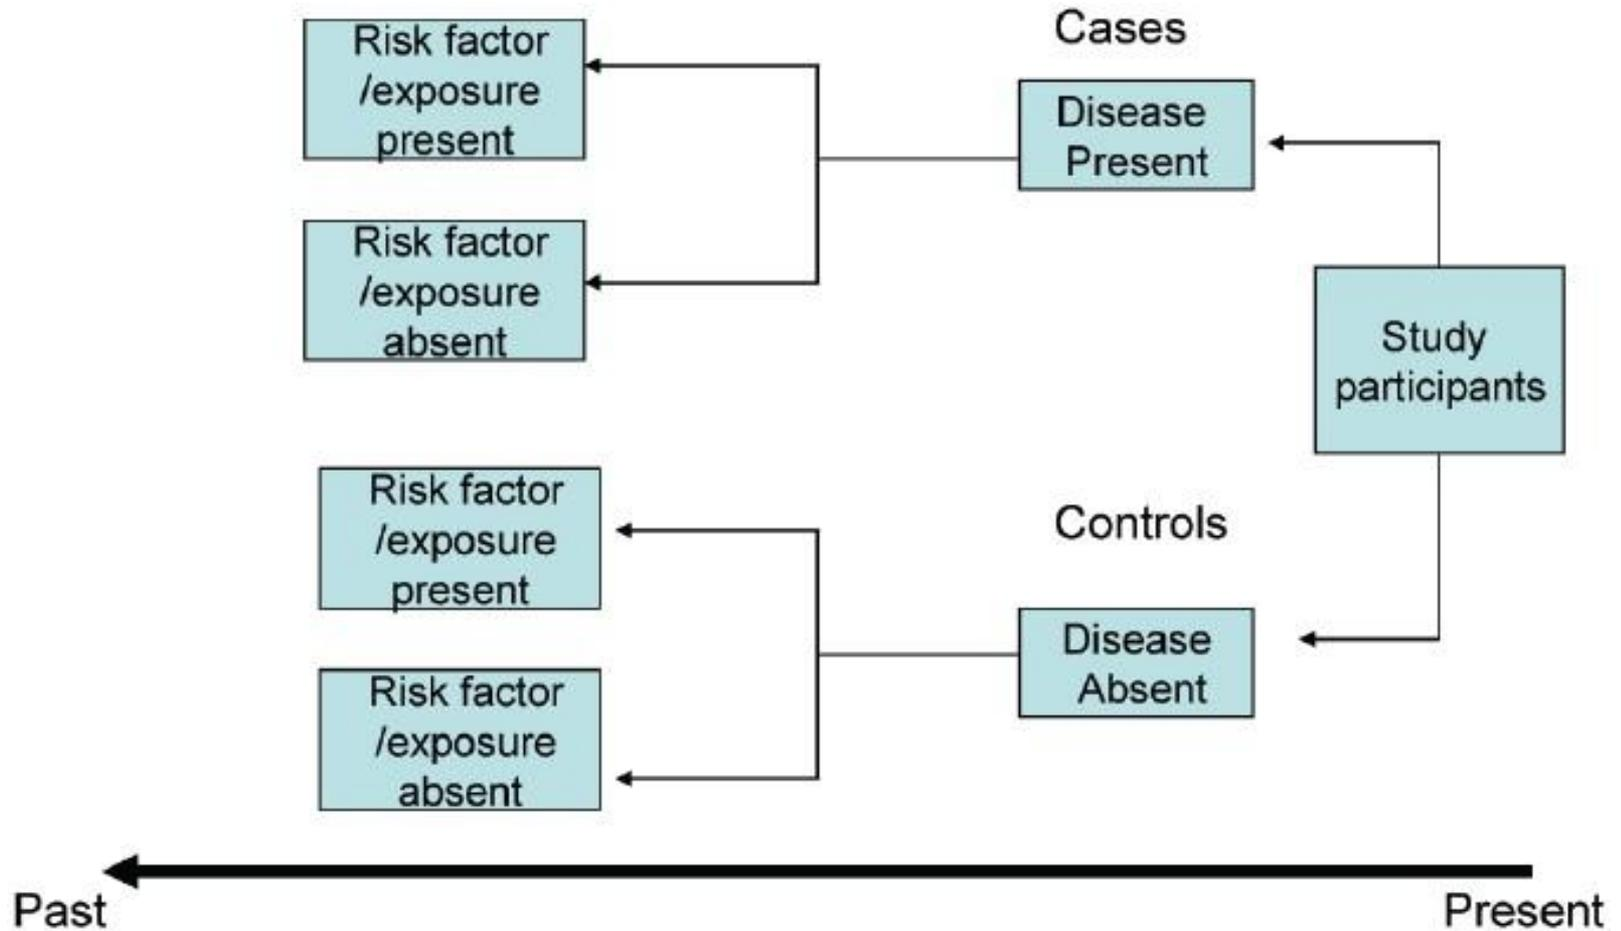 Cases
Risk factor
/exposure
present
Disease
Present
Risk factor
/exposure
absent
Study
participants
Controls
Risk factor
/exposure
present
Disease
Absent
Risk factor
/exposure
absent
Past
Present